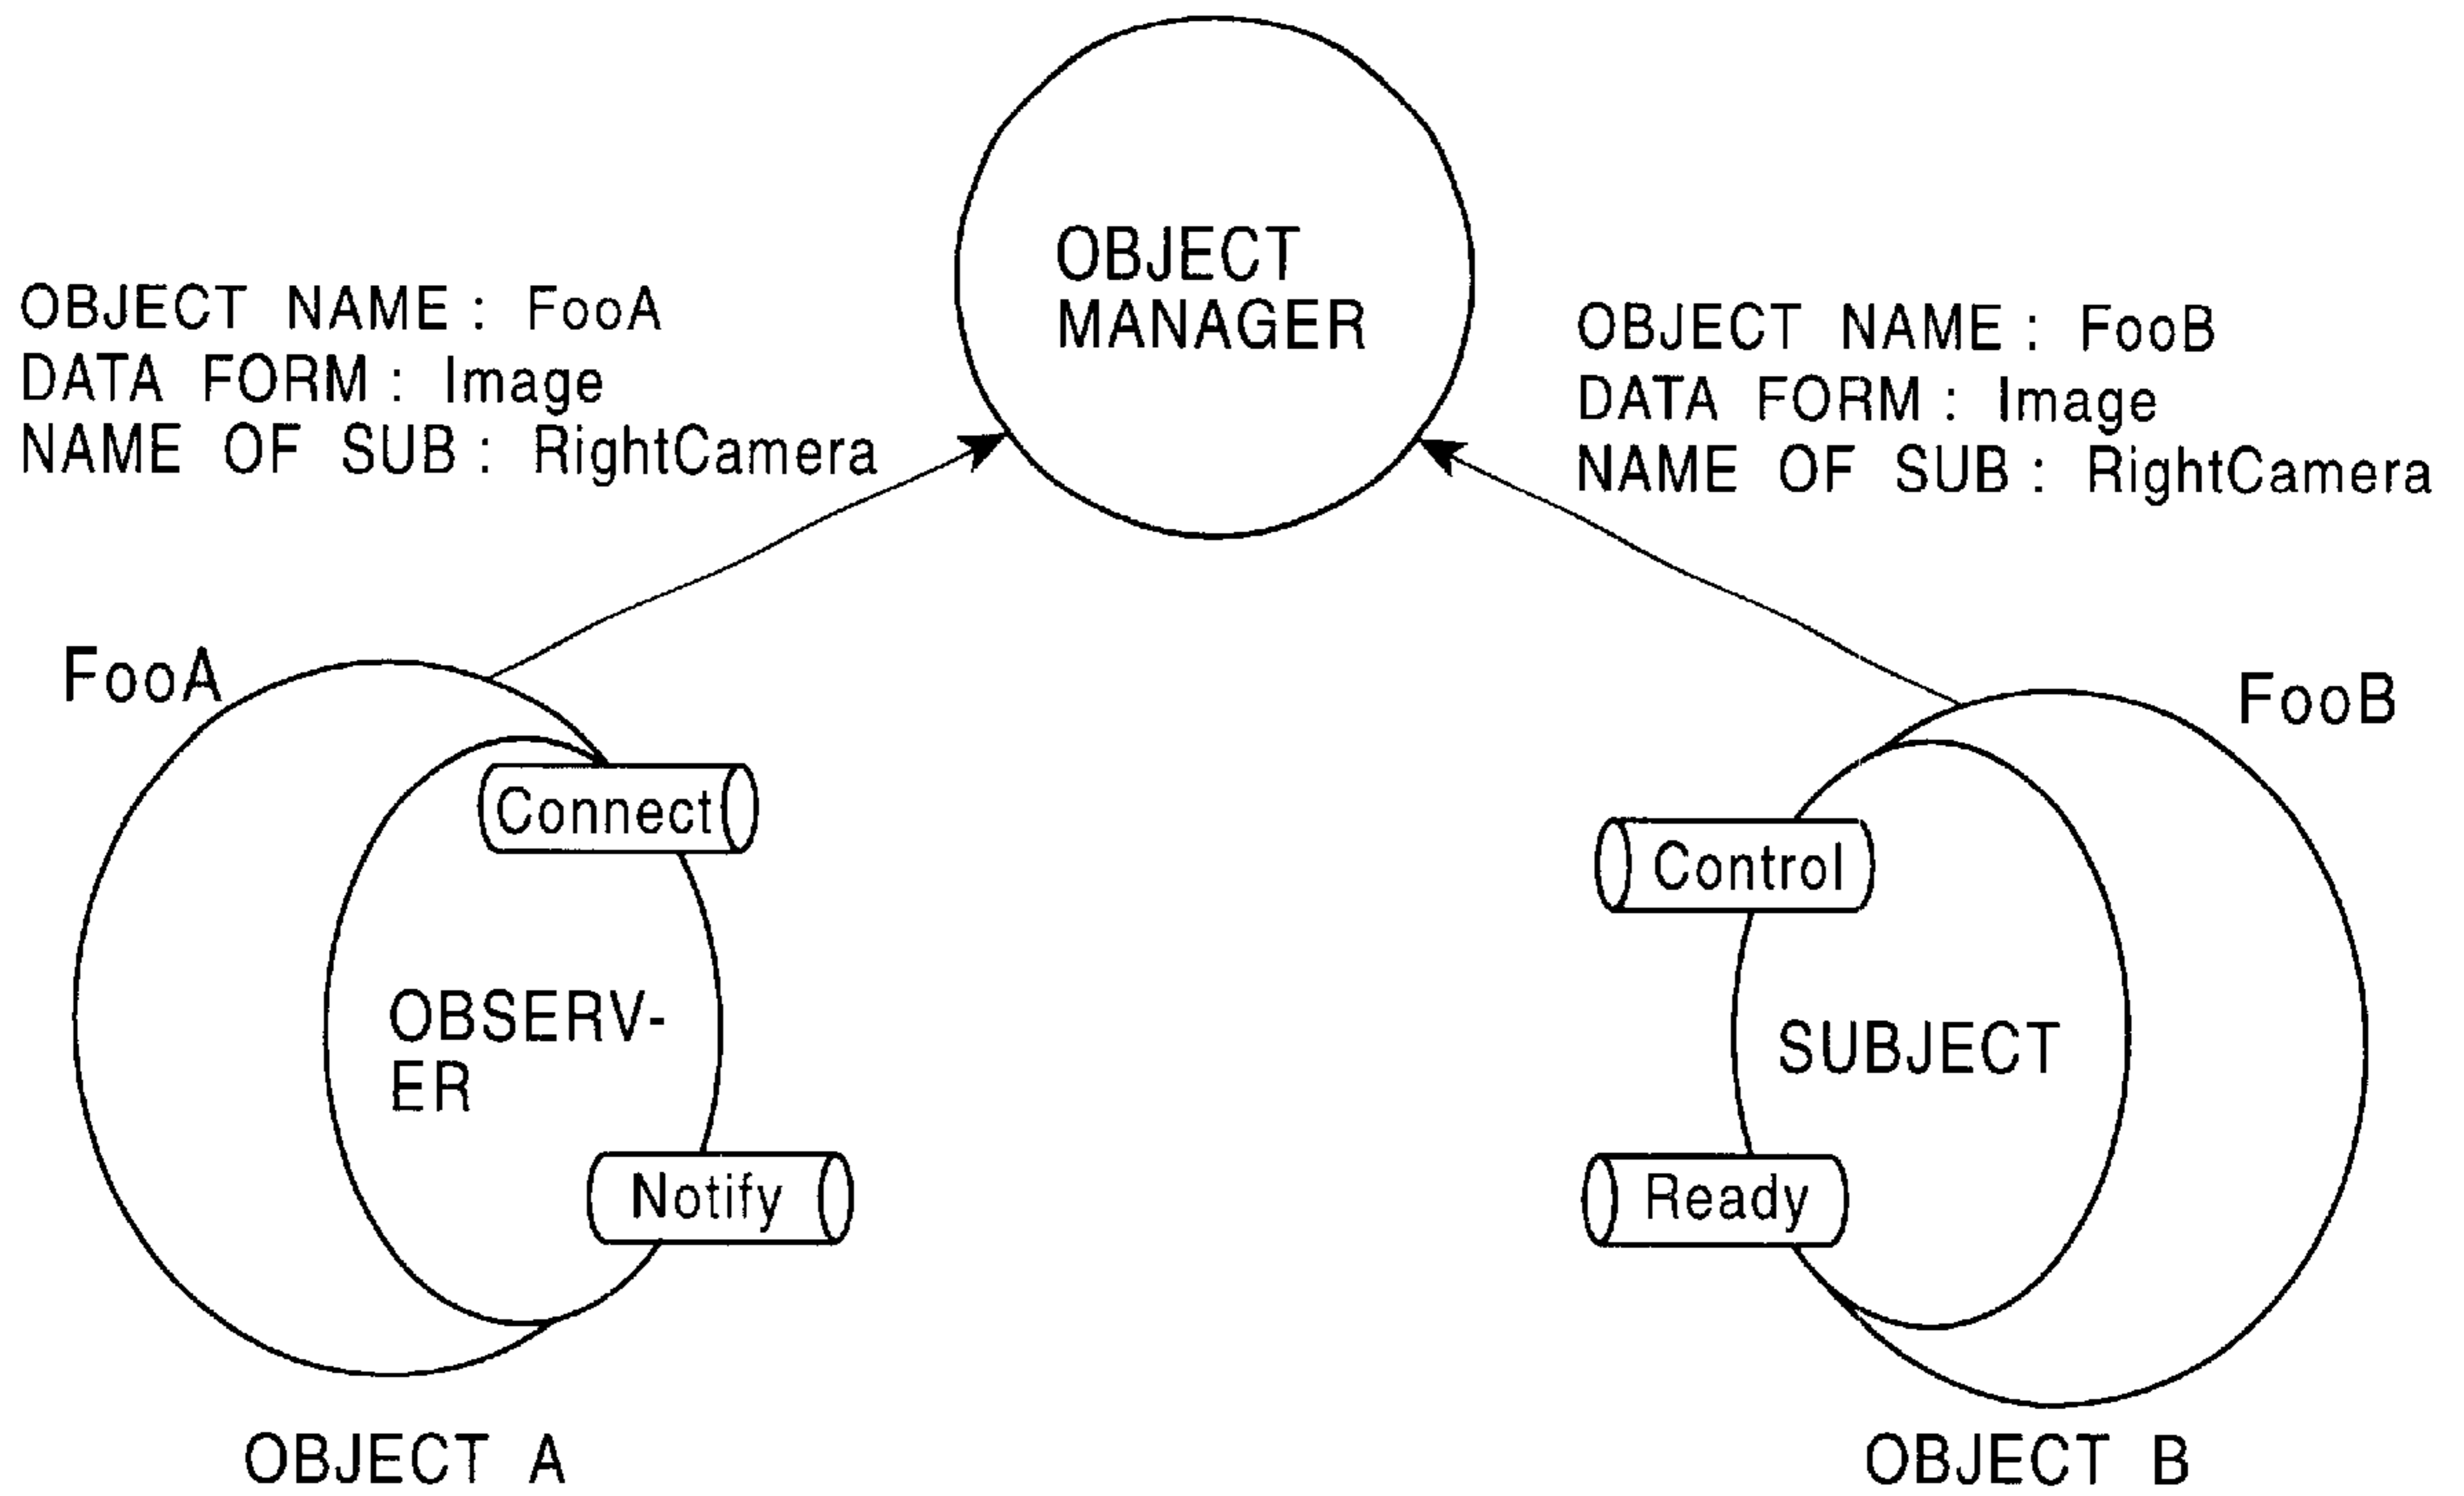 OBJECT
MANAGER
OBJECT NAME : FooA
DATA FORM : Image
NAME OF SUB : RightCamera
OBJECT NAME : FooB
DATA FORM : Image
NAME OF SUB : RightCamera
FooA
Connect
OBSERV-
ER
Notify
OBJECT A
FooB
Control
SUBJECT
Ready
OBJECT B